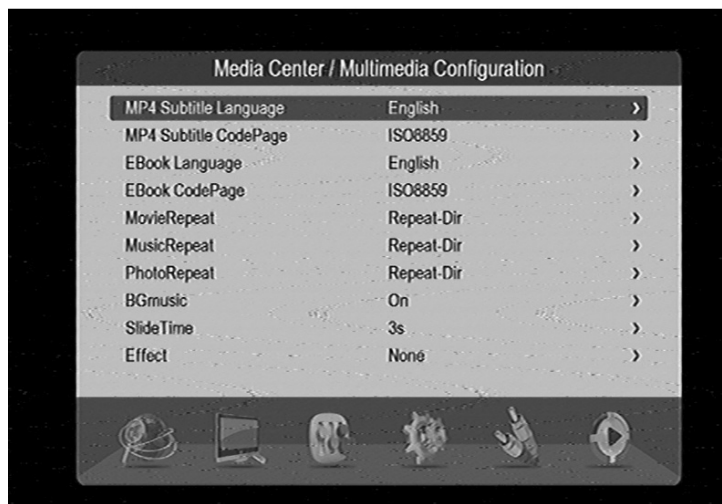 Media Center / Multimedia Configuration
MP4 Subtitle Language English
MP4 Subtitle CodePage ISO8859
EBook Language English
EBook CodePage ISO8859
MovieRepeat Repeat-Dir
MusicRepeat Repeat-Dir
PhotoRepeat Repeat-Dir
BGmusic On
SlideTime 3s
Effect None